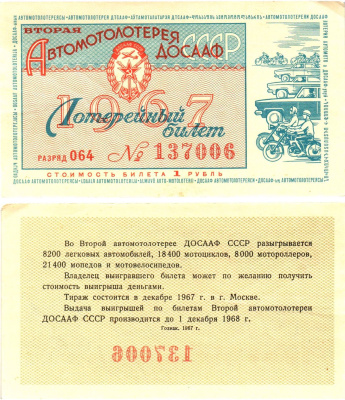 ВТОРАЯ
Автомотолотерея
ДОСААФ
СССР
1967
Лотерейный
билет
РАЗРЯД 064 № 137006
СТОИМОСТЬ БИЛЕТА 1 РУБЛЬ
Во Второй автомотолотерее ДОСААФ СССР разыгрывается
8200 легковых автомобилей, 18400 мотоциклов, 8000 мотороллеров,
21400 мопедов и мотовелосипедов.
Владелец выигравшего билета может по желанию получить
стоимость выигрыша деньгами.
Тираж состоится в декабре 1967 г. в г. Москве.
Выдача выигрышей по билетам Второй автомотолотереи
ДОСААФ СССР производится до 1 декабря 1968 г.
Гознак. 1967 г.
137006